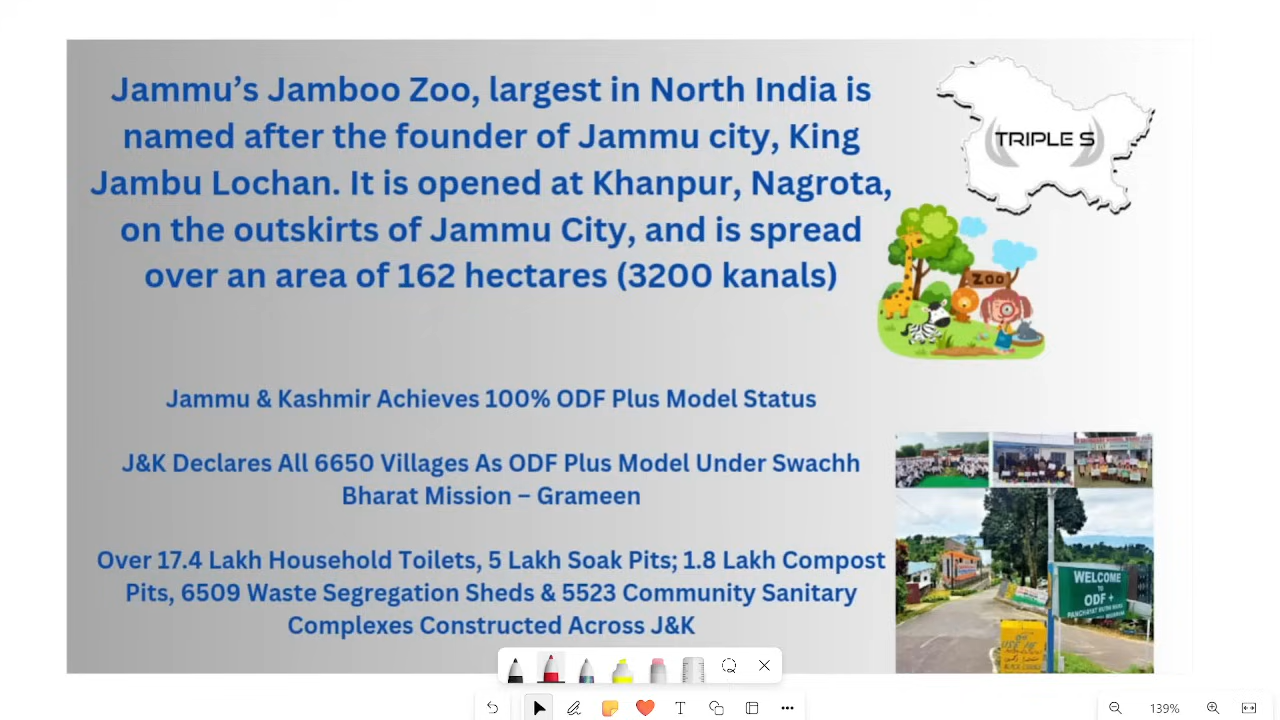 Jammu's Jamboo Zoo, largest in North India is
named after the founder of Jammu city, King
Jambu Lochan. It is opened at Khanpur, Nagrota,
on the outskirts of Jammu City, and is spread
over an area of 162 hectares (3200 kanals)
TRIPLE S
ZOO
Jammu & Kashmir Achieves 100% ODF Plus Model Status
J&K Declares All 6650 Villages As ODF Plus Model Under Swachh
Bharat Mission – Grameen
Over 17.4 Lakh Household Toilets, 5 Lakh Soak Pits; 1.8 Lakh Compost
Pits, 6509 Waste Segregation Sheds & 5523 Community Sanitary
Complexes Constructed Across J&K
WELCOME
TO
ODF +
USE ME
139%